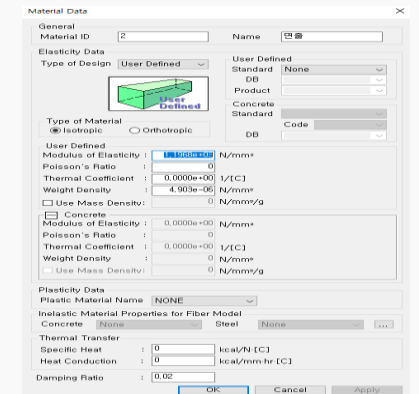 Material Data
General
Material ID 2 Name
Elasticity Data
Type of Design User Defined
User Defined
Standard None
DB
Product
User Defined
Concrete
Standard
Code
DB
Type of Material
Isotropic Orthotropic
User Defined
Modulus of Elasticity : N/mm²
Poisson's Ratio : 0
Thermal Coefficient : 0,0000e+00 1/[C]
Weight Density : 4,903e-06 N/mm³
Use Mass Density: 0 N/mm³/g
Concrete
Modulus of Elasticity : 0,0000e+00 N/mm²
Poisson's Ratio : 0
Thermal Coefficient : 0,0000e+00 1/[C]
Weight Density : 0 N/mm³
Use Mass Density: 0 N/mm³/g
Plasticity Data
Plastic Material Name NONE
Inelastic Material Properties for Fiber Model
Concrete None Steel None ...
Thermal Transfer
Specific Heat : 0 kcal/N·[C]
Heat Conduction : 0 kcal/mm·hr·[C]
Damping Ratio : 0,02
OK Cancel Apply